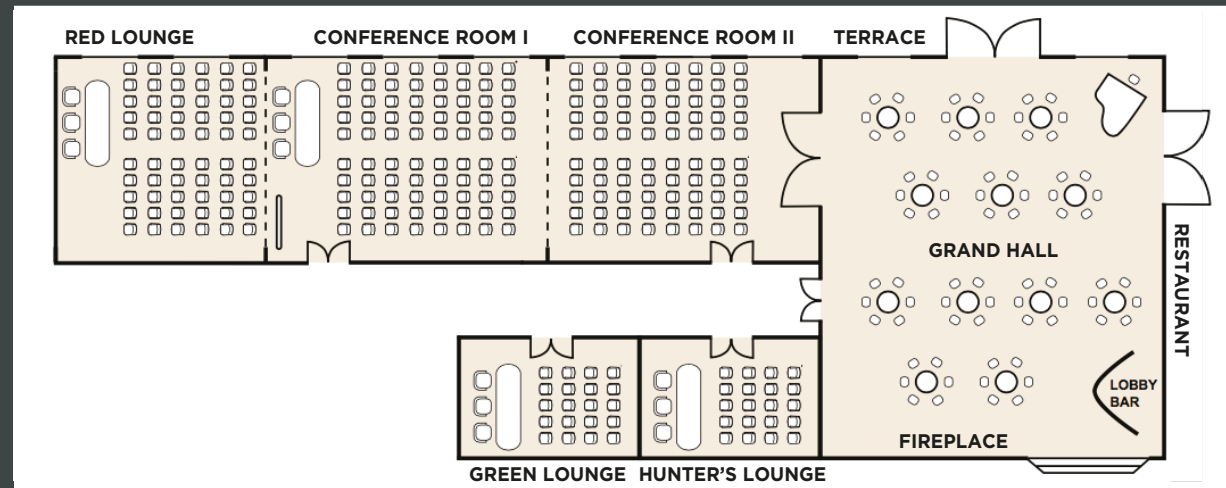 RED LOUNGE
CONFERENCE ROOM I
CONFERENCE ROOM II
TERRACE
GRAND HALL
RESTAURANT
LOBBY
BAR
FIREPLACE
GREEN LOUNGE
HUNTER'S LOUNGE